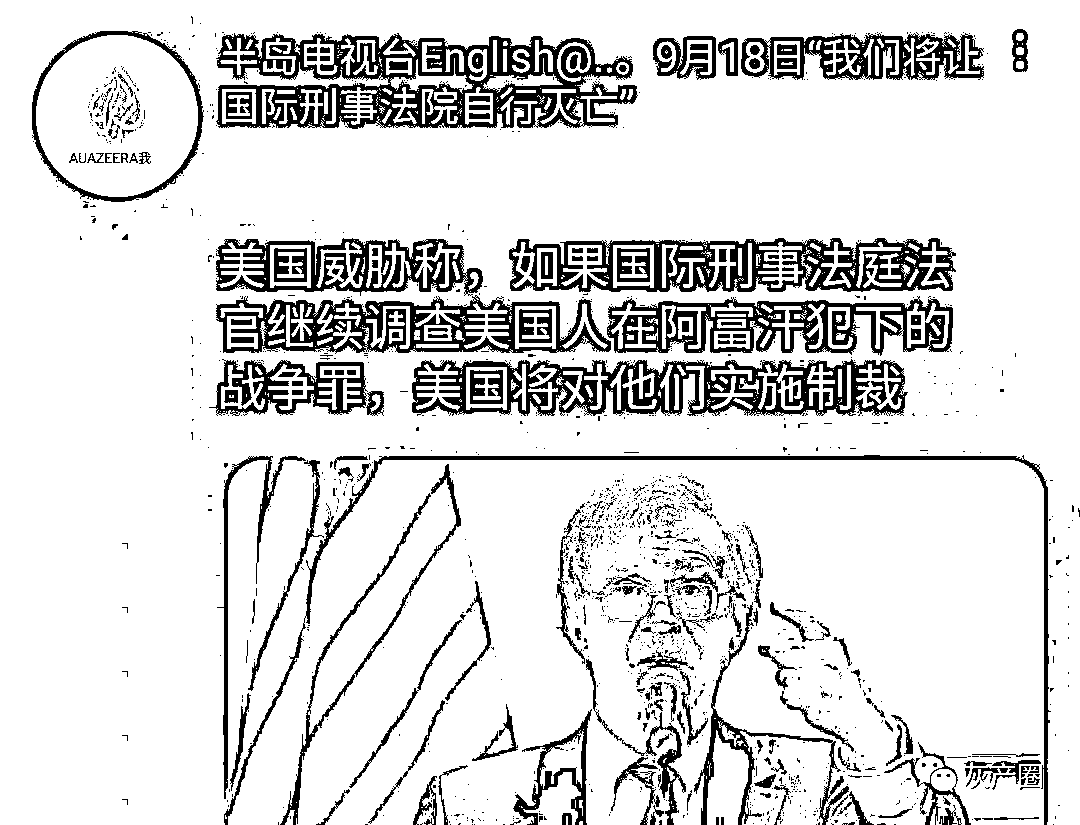 半岛电视台English@...。9月18日“我们将让
国际刑事法院自行灭亡”
AUAZEERA我
美国威胁称，如果国际刑事法庭法
官继续调查美国人在阿富汗犯下的
战争罪，美国将对他们实施制裁
灰产圈